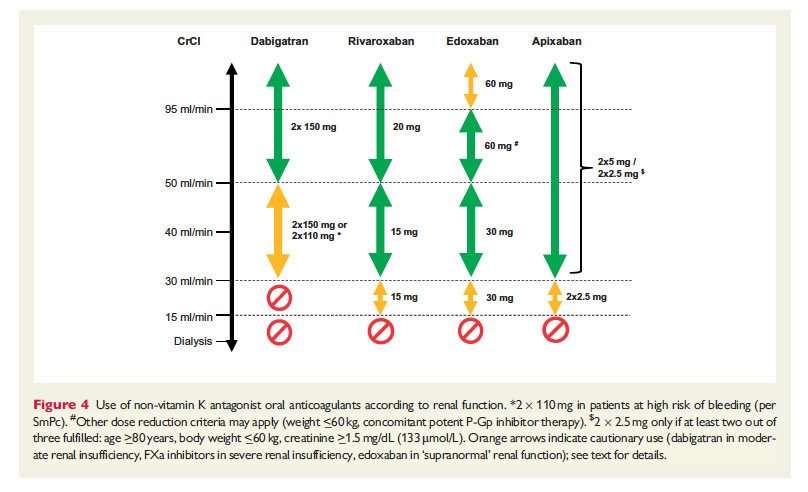 CrCl Dabigatran Rivaroxaban Edoxaban Apixaban
60 mg
95 ml/min
2x 150 mg 20 mg
60 mg #
2x5 mg /
2x2.5 mg $
50 ml/min
2x150 mg or
2x110 mg *
40 ml/min 15 mg 30 mg
30 ml/min
15 mg 30 mg 2x2.5 mg
15 ml/min
Dialysis
Figure 4 Use of non-vitamin K antagonist oral anticoagulants according to renal function. *2 × 110 mg in patients at high risk of bleeding (per
SmPc). #Other dose reduction criteria may apply (weight ≤60 kg, concomitant potent P-Gp inhibitor therapy). $2 × 2.5 mg only if at least two out of
three fulfilled: age ≥80 years, body weight ≤60 kg, creatinine ≥1.5 mg/dL (133 μmol/L). Orange arrows indicate cautionary use (dabigatran in moder-
ate renal insufficiency, FXa inhibitors in severe renal insufficiency, edoxaban in ‘supranormal’ renal function); see text for details.